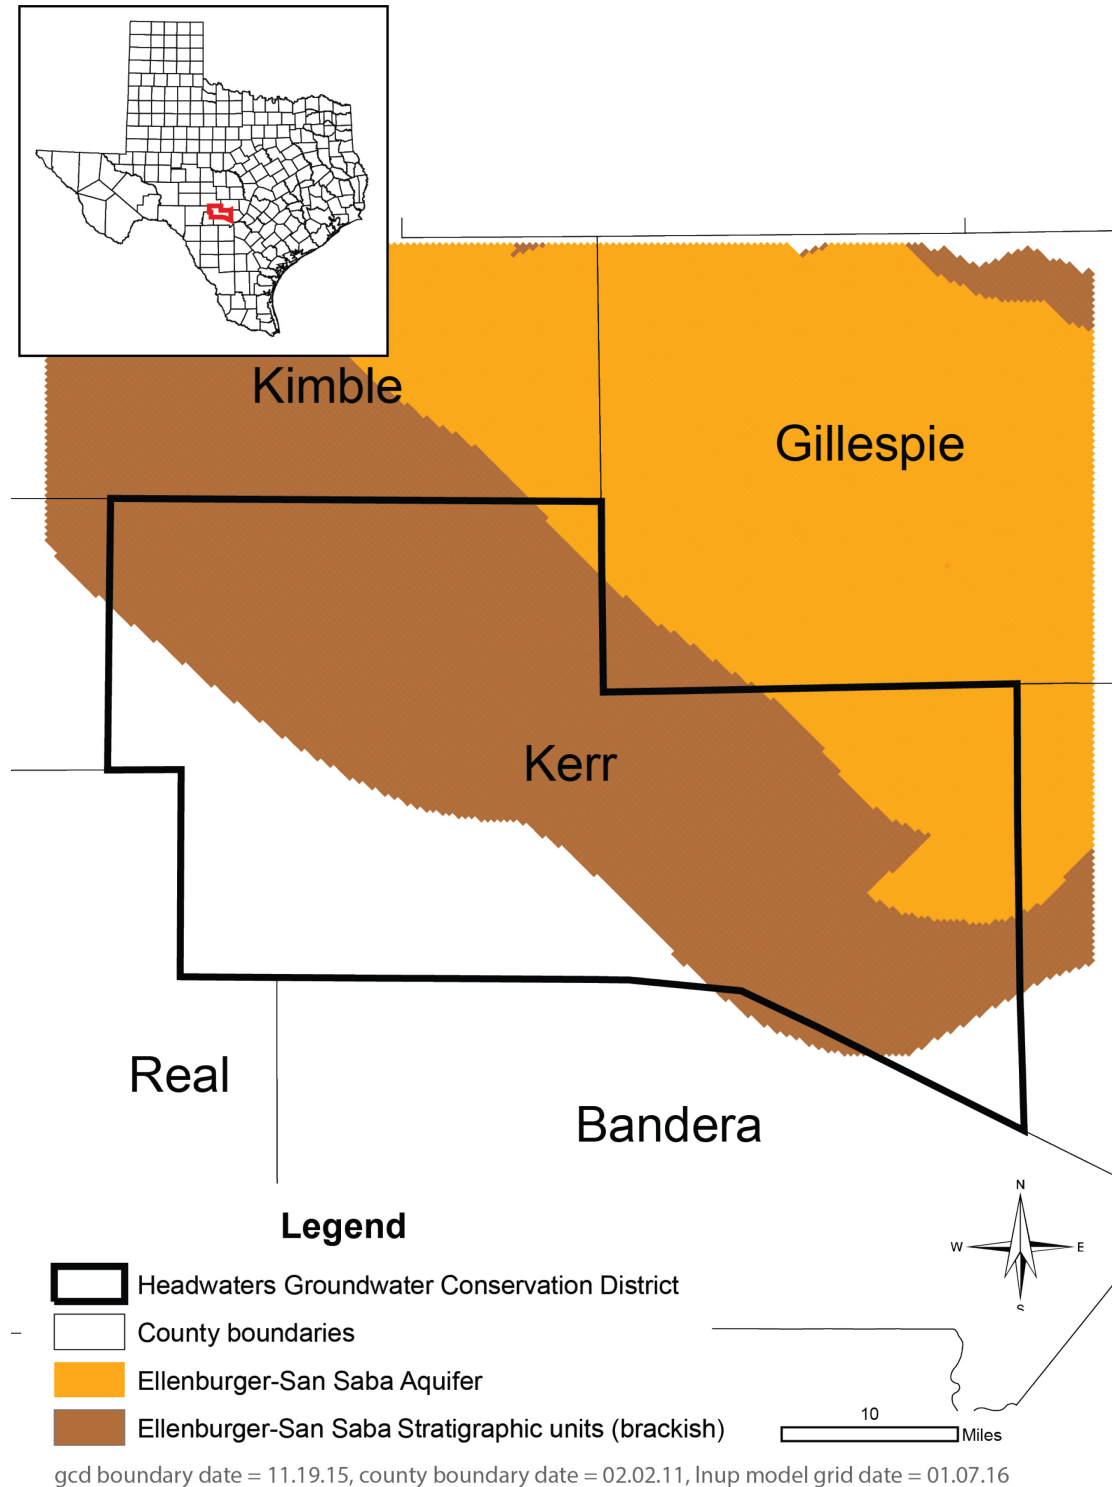 Kimble
Gillespie
Kerr
Real
Bandera
N
W
E
S
Legend
Headwaters Groundwater Conservation District
County boundaries
Ellenburger-San Saba Aquifer
Ellenburger-San Saba Stratigraphic units (brackish)
10
Miles
gcd boundary date = 11.19.15, county boundary date = 02.02.11, lnup model grid date = 01.07.16